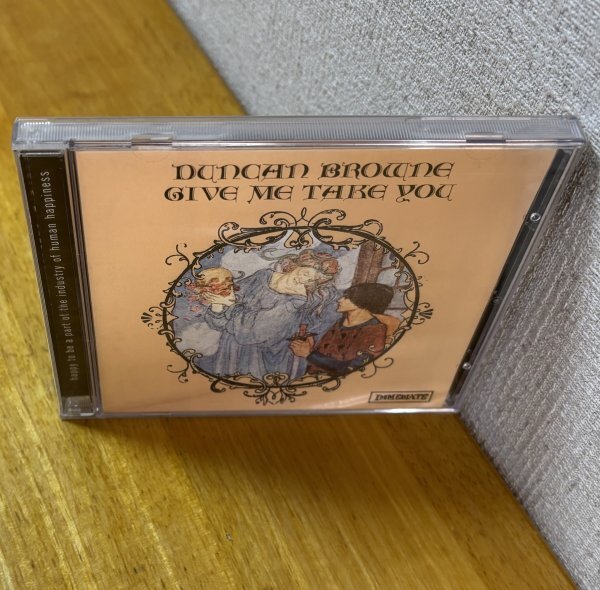 DUNCAN BROWNE
GIVE ME TAKE YOU
happy to be a part of the industry of human happiness
IMMEDIATE